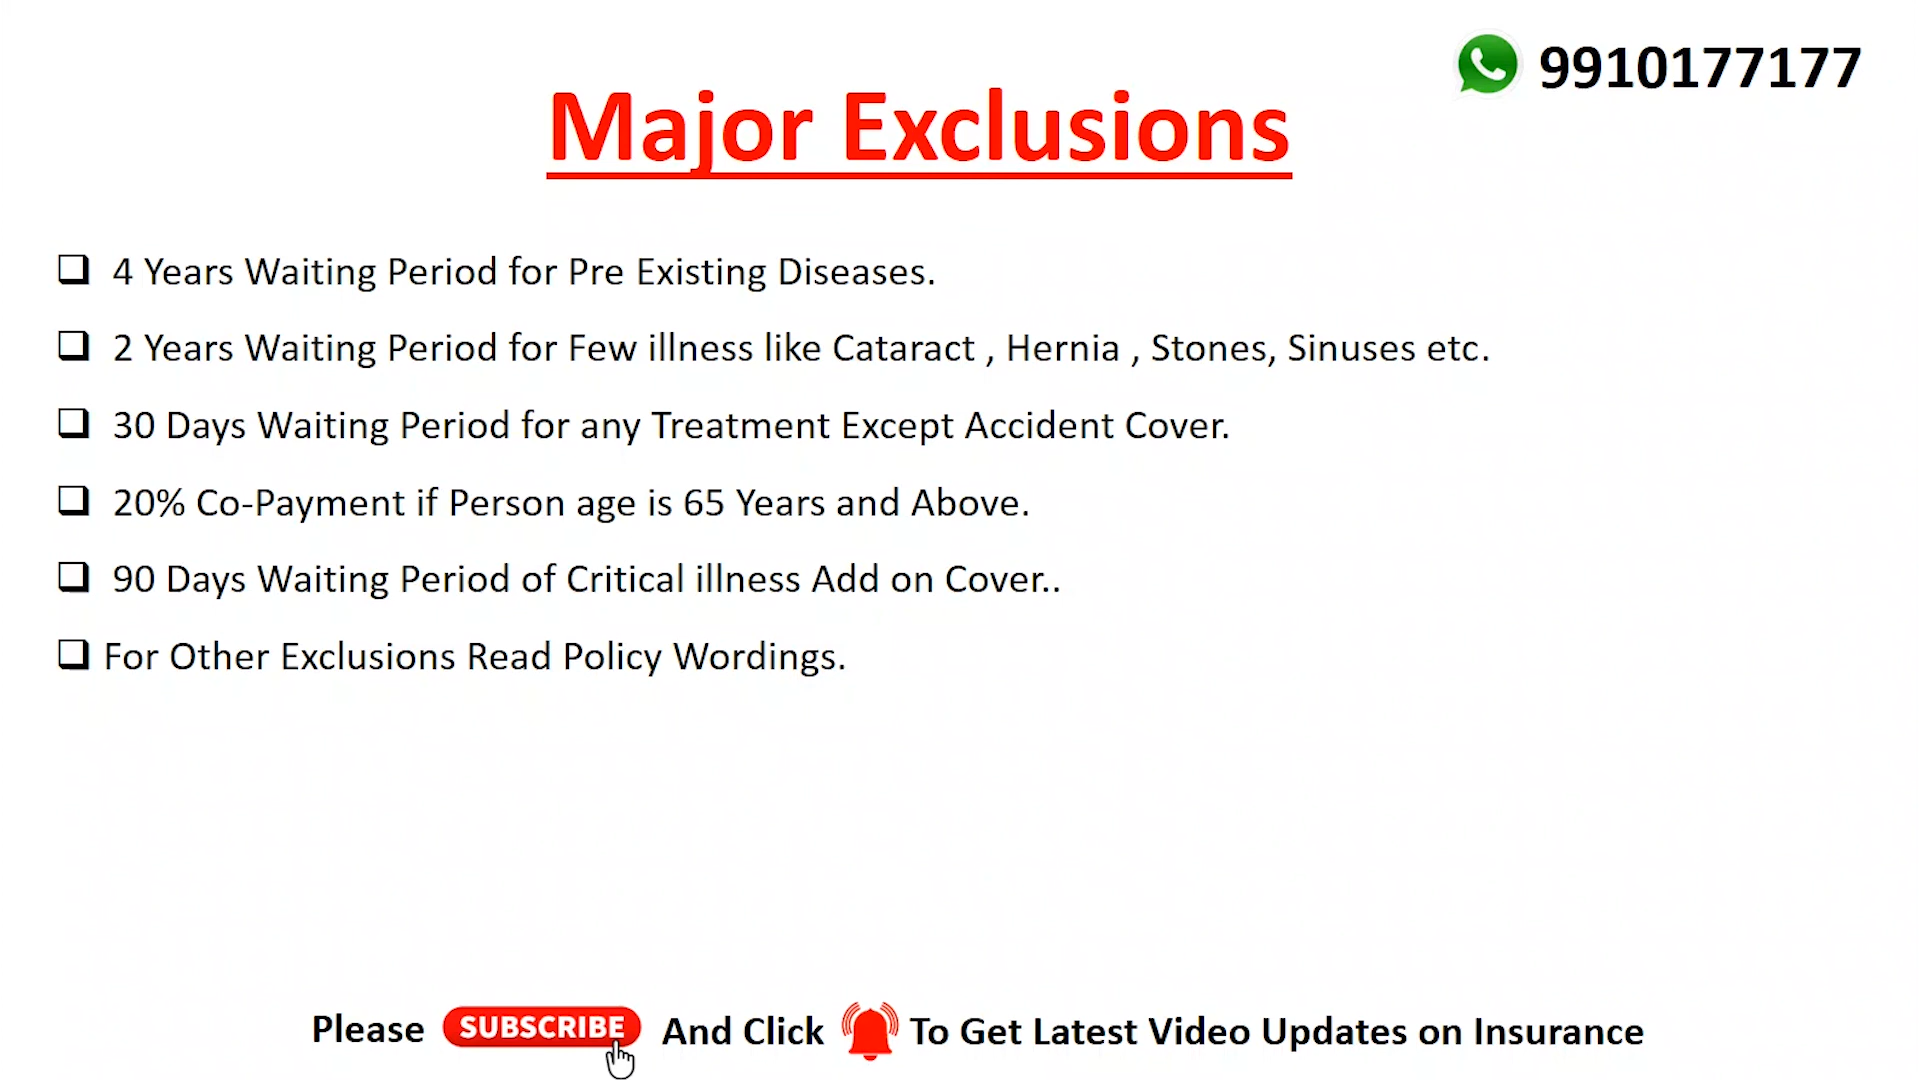 9910177177
Major Exclusions
4 Years Waiting Period for Pre Existing Diseases.
2 Years Waiting Period for Few illness like Cataract , Hernia , Stones, Sinuses etc.
30 Days Waiting Period for any Treatment Except Accident Cover.
20% Co-Payment if Person age is 65 Years and Above.
90 Days Waiting Period of Critical illness Add on Cover..
For Other Exclusions Read Policy Wordings.
Please SUBSCRIBE And Click To Get Latest Video Updates on Insurance